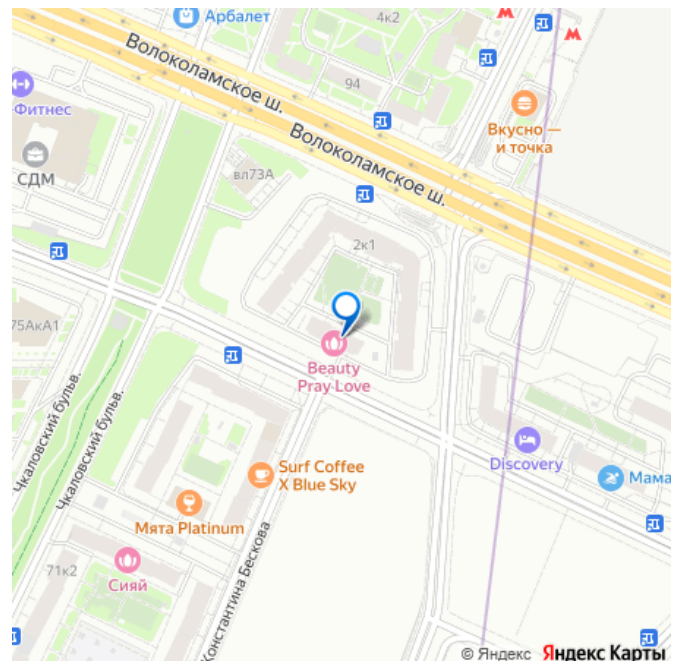 Арбалет
4к2
М
М
94
Фитнес
Волоколамское ш.
Вкусно —
и точка
Волоколамское ш.
СДМ
вл73А
2к1
75АкА1
Beauty
Pray Love
Чкаловский бульв.
Чкаловский бульв.
Surf Coffee
X Blue Sky
Discovery
Мама
Мята Platinum
71к2
Сияй
Константина Бескова
© Яндекс Яндекс Карты